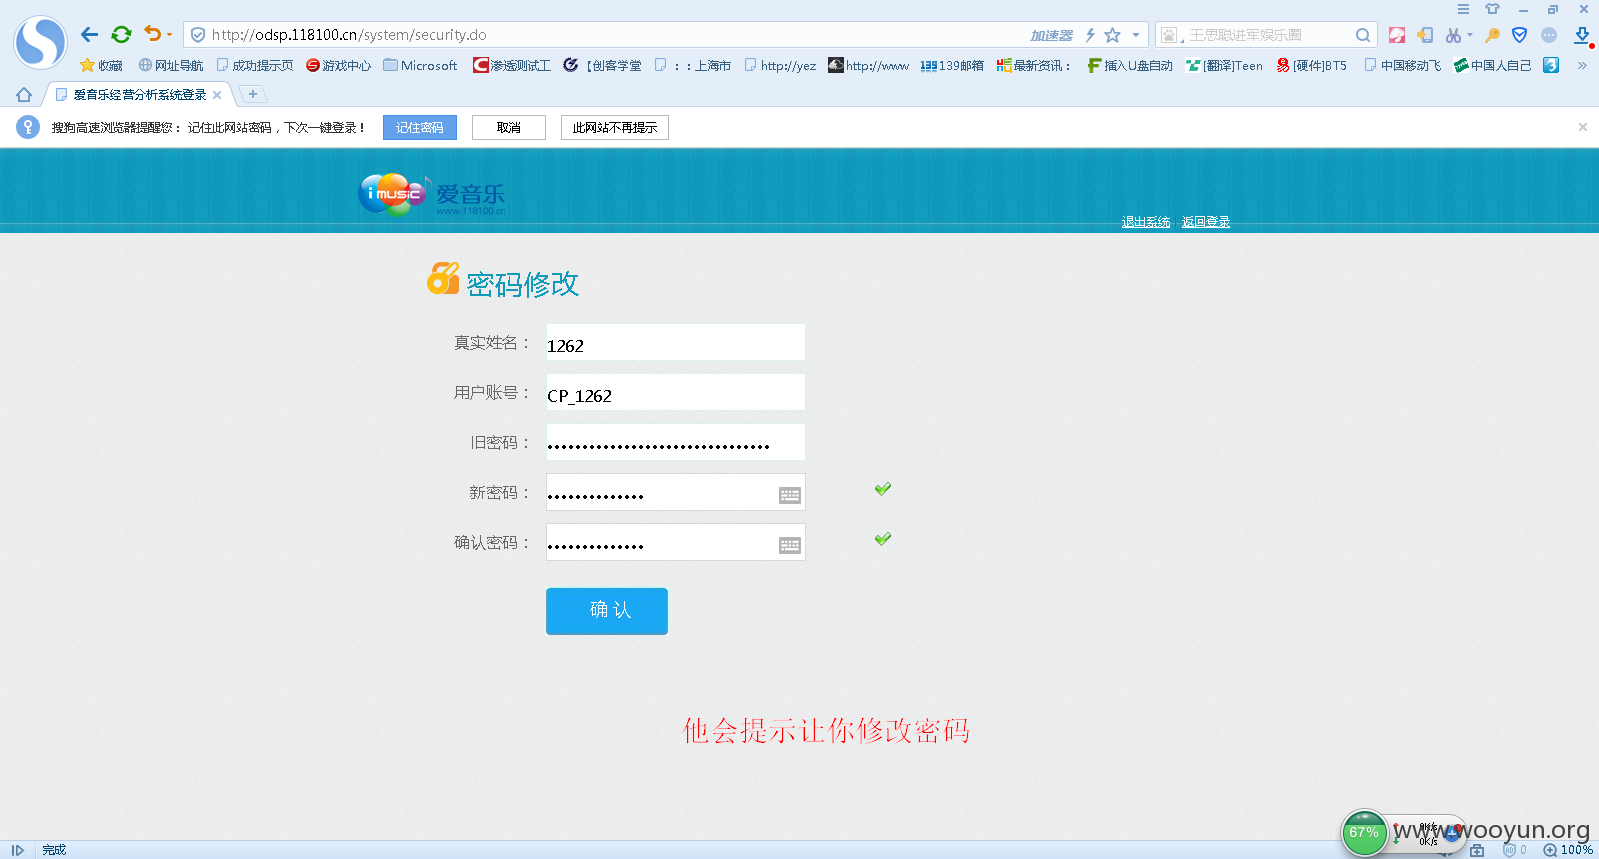 http://odsp.118100.cn/system/security.do
加速器
王思聪进军娱乐圈
收藏
网址导航
成功提示页
游戏中心
Microsoft
渗透测试工
【创客学堂
：：上海市
http://yez
http://www
139邮箱
最新资讯：
插入U盘自动
[翻译]Teen
[硬件]BT5
中国移动飞
中国人自己
爱音乐经营分析系统登录
搜狗高速浏览器提醒您： 记住此网站密码，下次一键登录！
记住密码
取消
此网站不再提示
i music 爱音乐
www.118100.cn
退出系统
返回登录
密码修改
真实姓名：
1262
用户账号：
CP_1262
旧密码：
••••••••••••••••••••••••••••••••
新密码：
••••••••••••••
确认密码：
••••••••••••••
确 认
他会提示让你修改密码
67%
0K/s
0K/s
www.wooyun.org
完成
0
100%